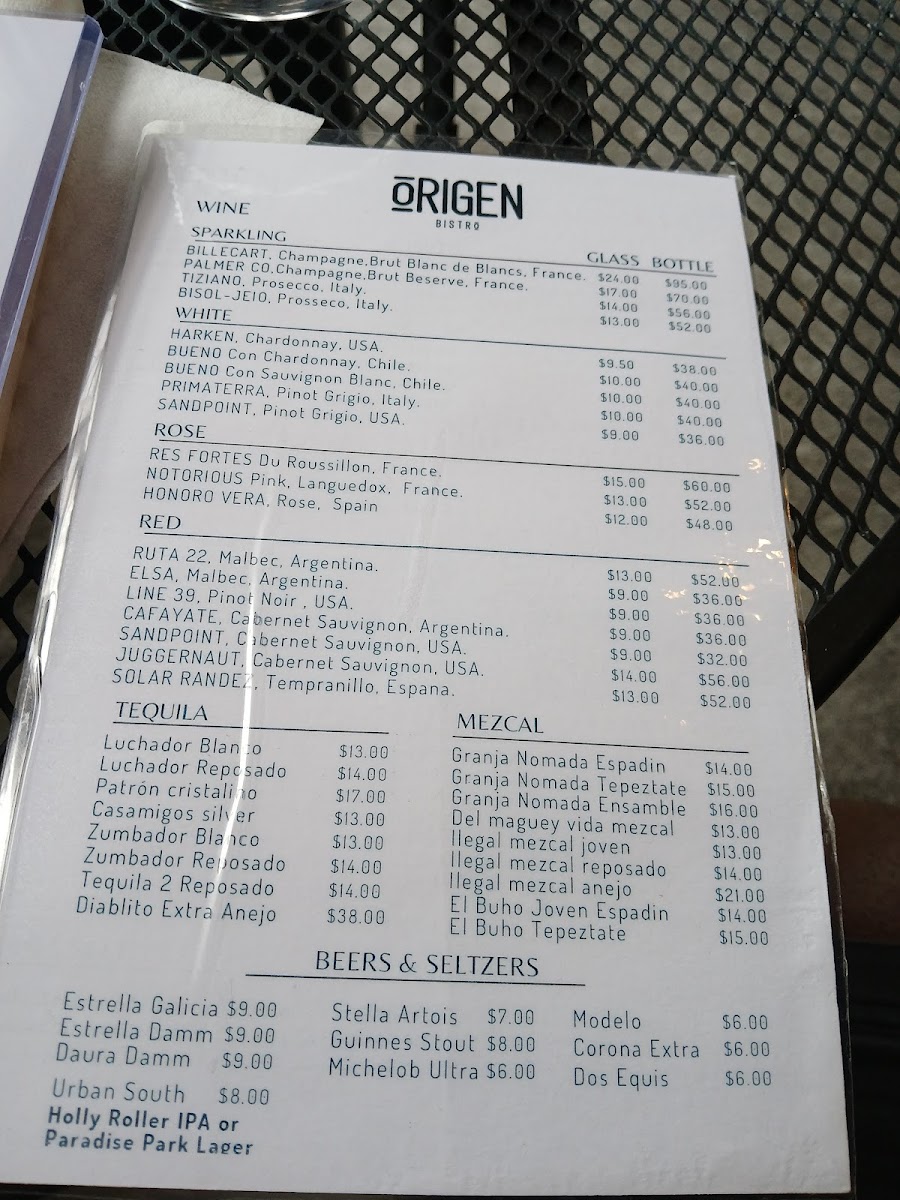 ŌRIGEN
BISTRO
WINE
SPARKLING GLASS BOTTLE
BILLECART, Champagne,Brut Blanc de Blancs, France. $24.00 $95.00
PALMER CO.Champagne,Brut Beserve, France. $17.00 $70.00
TIZIANO, Prosecco, Italy. $14.00 $56.00
BISOL-JEIO, Prosseco, Italy. $13.00 $52.00
WHITE
HARKEN, Chardonnay, USA. $9.50 $38.00
BUENO Con Chardonnay, Chile. $10.00 $40.00
BUENO Con Sauvignon Blanc, Chile. $10.00 $40.00
PRIMATERRA, Pinot Grigio, Italy. $10.00 $40.00
SANDPOINT, Pinot Grigio, USA. $9.00 $36.00
ROSE
RES FORTES Du Roussillon, France. $15.00 $60.00
NOTORIOUS Pink, Languedox, France. $13.00 $52.00
HONORO VERA, Rose, Spain $12.00 $48.00
RED
RUTA 22, Malbec, Argentina. $13.00 $52.00
ELSA, Malbec, Argentina. $9.00 $36.00
LINE 39, Pinot Noir , USA. $9.00 $36.00
CAFAYATE, Cabernet Sauvignon, Argentina. $9.00 $36.00
SANDPOINT, Cabernet Sauvignon, USA. $9.00 $32.00
JUGGERNAUT, Cabernet Sauvignon, USA. $14.00 $56.00
SOLAR RANDEZ, Tempranillo, Espana. $13.00 $52.00
TEQUILA
Luchador Blanco $13.00
Luchador Reposado $14.00
Patrón cristalino $17.00
Casamigos silver $13.00
Zumbador Blanco $13.00
Zumbador Reposado $14.00
Tequila 2 Reposado $14.00
Diablito Extra Anejo $38.00
MEZCAL
Granja Nomada Espadin $14.00
Granja Nomada Tepeztate $15.00
Granja Nomada Ensamble $16.00
Del maguey vida mezcal $13.00
Ilegal mezcal joven $13.00
Ilegal mezcal reposado $14.00
Ilegal mezcal anejo $21.00
El Buho Joven Espadin $14.00
El Buho Tepeztate $15.00
BEERS & SELTZERS
Estrella Galicia $9.00
Estrella Damm $9.00
Daura Damm $9.00
Urban South $8.00
Holly Roller IPA or
Paradise Park Lager
Stella Artois $7.00
Guinnes Stout $8.00
Michelob Ultra $6.00
Modelo $6.00
Corona Extra $6.00
Dos Equis $6.00